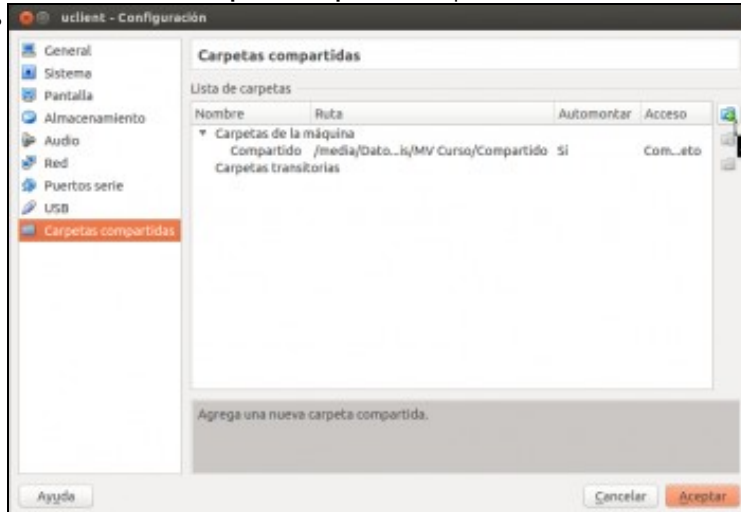 uclient - Configuración
General
Sistema
Pantalla
Almacenamiento
Audio
Red
Puertos serie
USB
Carpetas compartidas
Carpetas compartidas
Lista de carpetas
Nombre Ruta Automontar Acceso
Carpetas de la máquina
Compartido /media/Dato...is/MV Curso/Compartido Sí Com...eto
Carpetas transitorias
Agrega una nueva carpeta compartida.
Ayuda Cancelar Aceptar